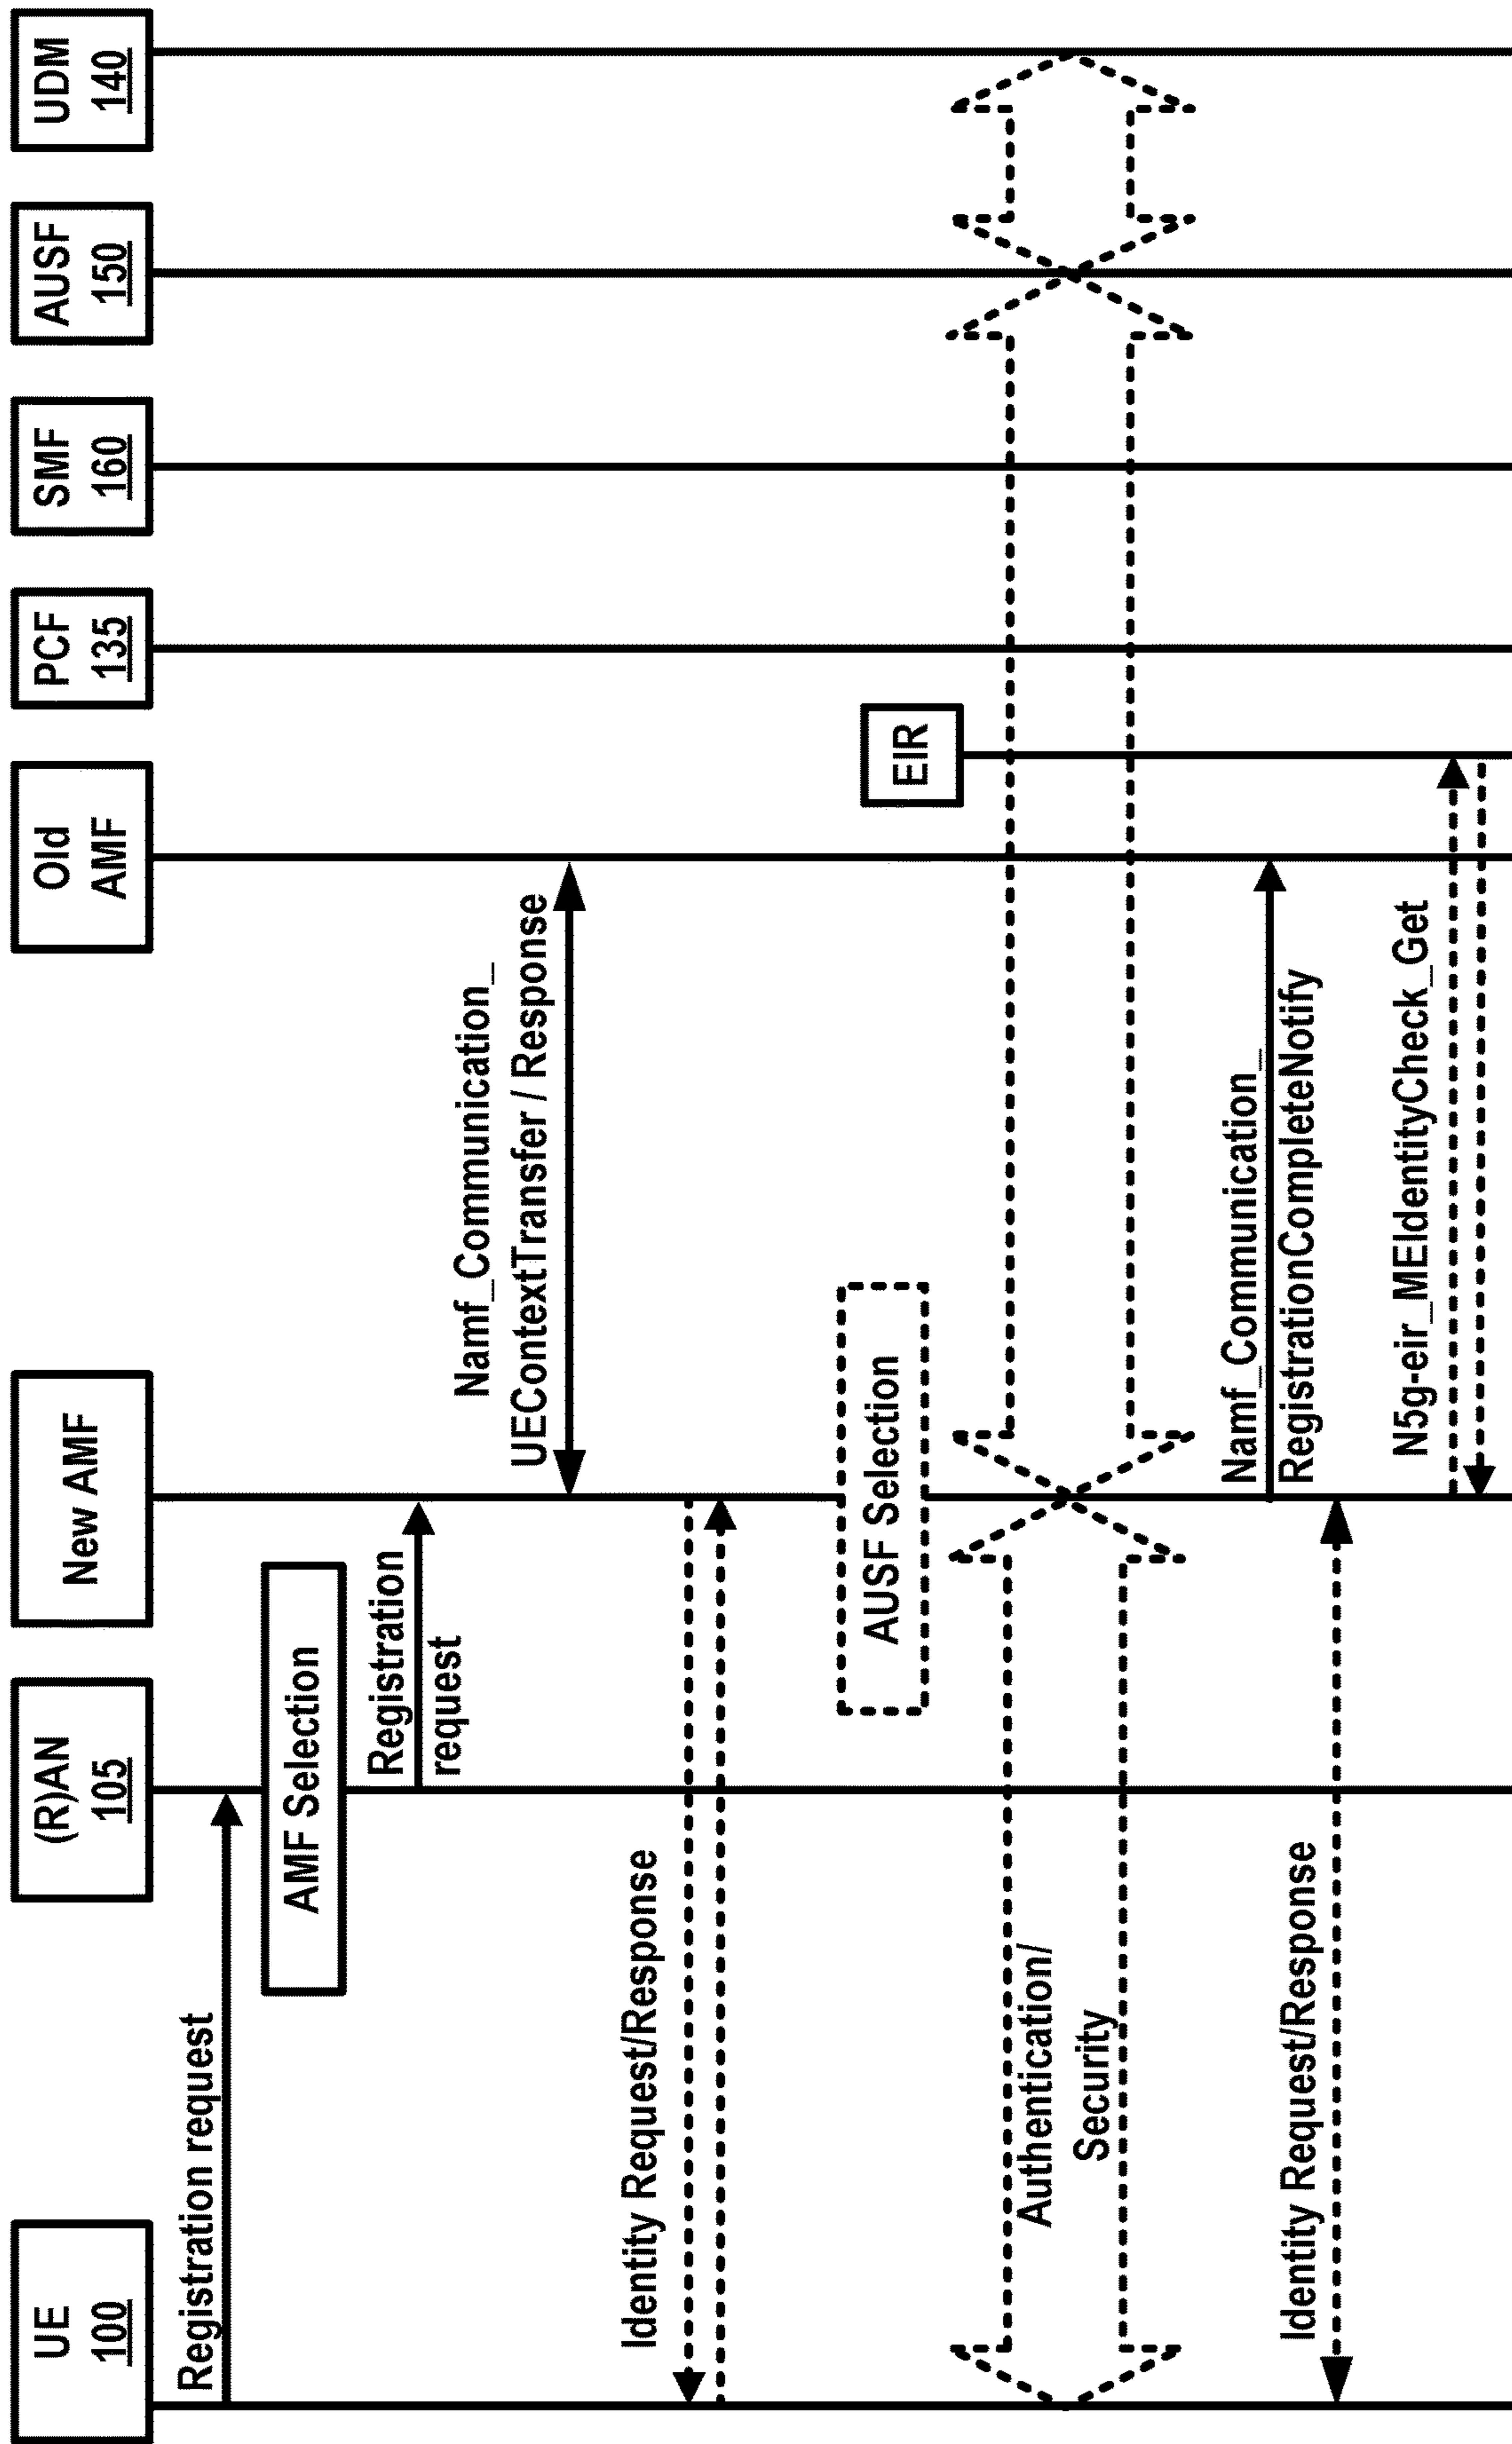 UE
100
(R)AN
105
New AMF
Old
AMF
PCF
135
SMF
160
AUSF
150
UDM
140
Registration request
AMF Selection
Registration
request
Namf_Communication_
UEContextTransfer / Response
Identity Request/Response
AUSF Selection
EIR
Authentication/
Security
Namf_Communication_
RegistrationCompleteNotify
Identity Request/Response
N5g-eir_MEIdentityCheck_Get